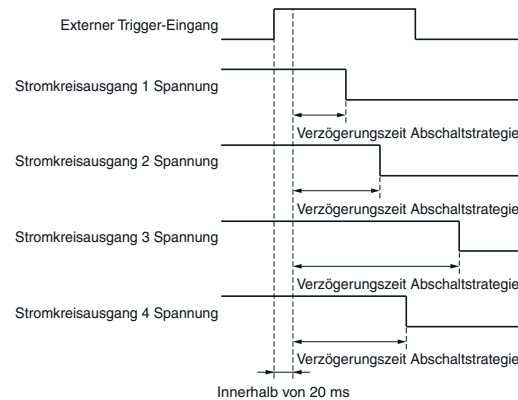 Externer Trigger-Eingang
Stromkreisausgang 1 Spannung
Verzögerungszeit Abschaltstrategie
Stromkreisausgang 2 Spannung
Verzögerungszeit Abschaltstrategie
Stromkreisausgang 3 Spannung
Verzögerungszeit Abschaltstrategie
Stromkreisausgang 4 Spannung
Verzögerungszeit Abschaltstrategie
Innerhalb von 20 ms